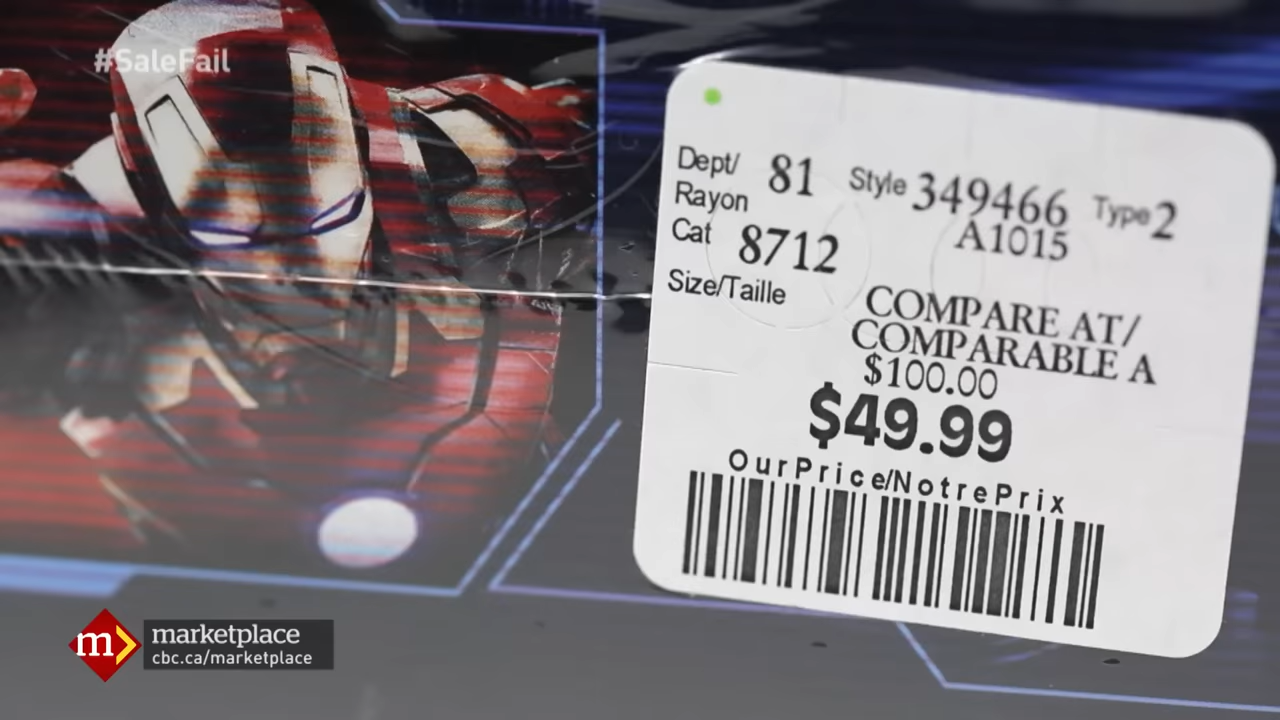 #SaleFail
Dept/ Rayon 81 Style 349466 Type 2
A1015
Cat 8712
Size/Taille
COMPARE AT/
COMPARABLE A
$100.00
$49.99
OurPrice/NotrePrix
m
marketplace
cbc.ca/marketplace